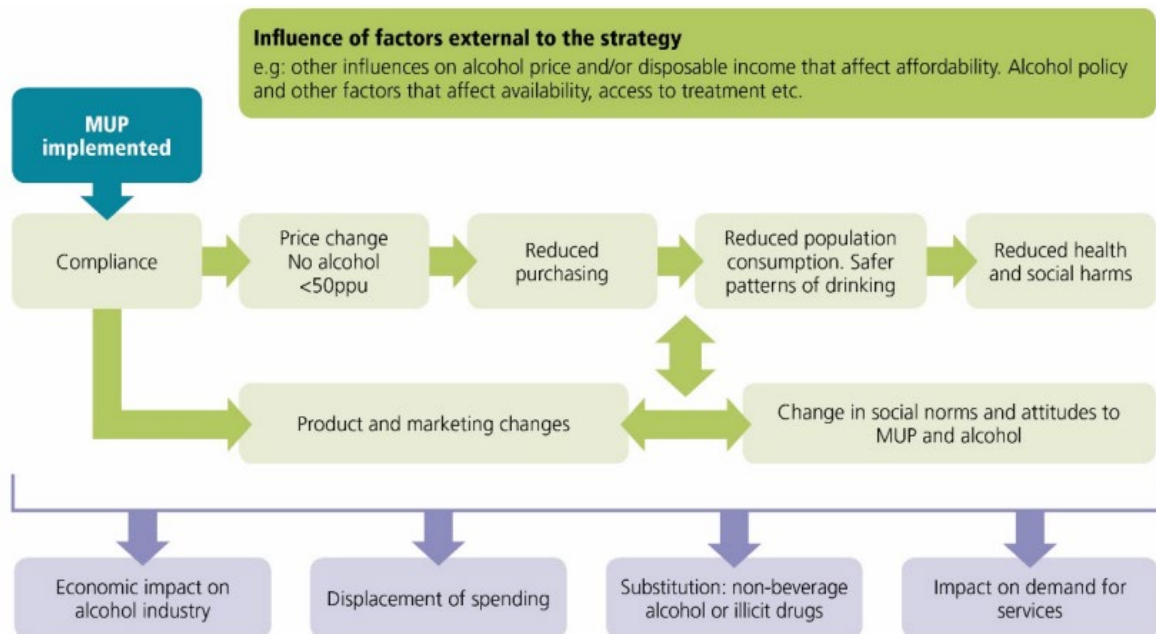 Influence of factors external to the strategy
e.g: other influences on alcohol price and/or disposable income that affect affordability. Alcohol policy
and other factors that affect availability, access to treatment etc.
MUP
implemented
Compliance
Price change
No alcohol
<50ppu
Reduced
purchasing
Reduced population
consumption. Safer
patterns of drinking
Reduced health
and social harms
Product and marketing changes
Change in social norms and attitudes to
MUP and alcohol
Economic impact on
alcohol industry
Displacement of spending
Substitution: non-beverage
alcohol or illicit drugs
Impact on demand for
services